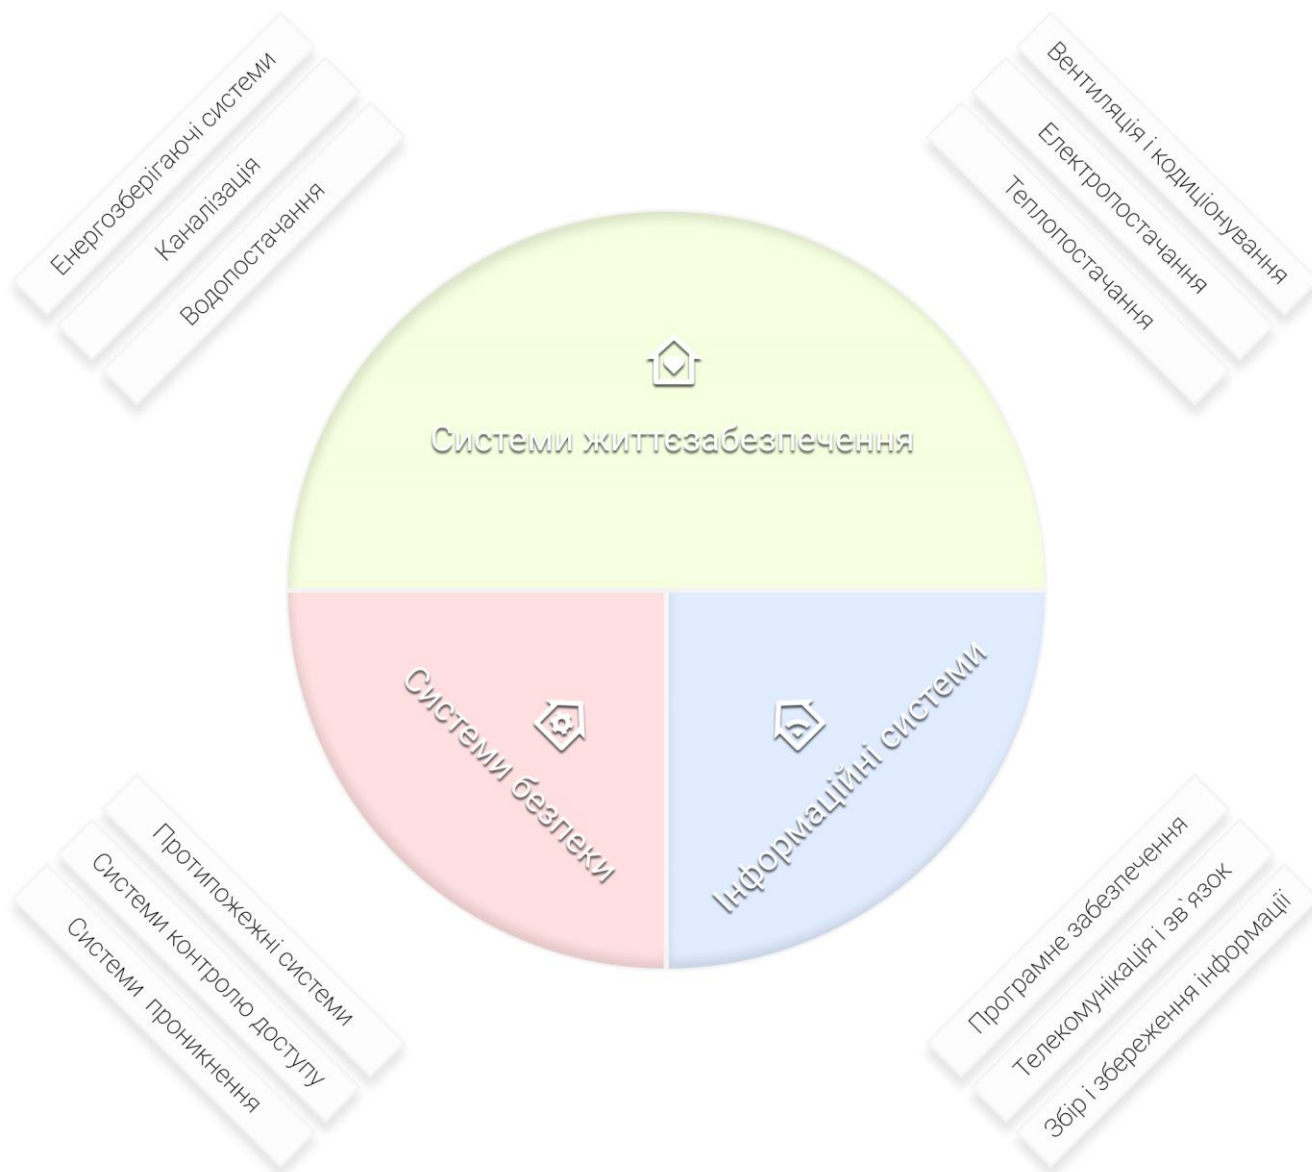 Енергозберігаючі системи
Каналізація
Водопостачання
Вентиляція і кодиціонування
Електропостачання
Теплопостачання
Системи життєзабезпечення
Системи безпеки
Інформаційні системи
Протипожежні системи
Системи контролю доступу
Системи проникнення
Програмне забезпечення
Телекомунікація і зв`язок
Збір і збереження інформації